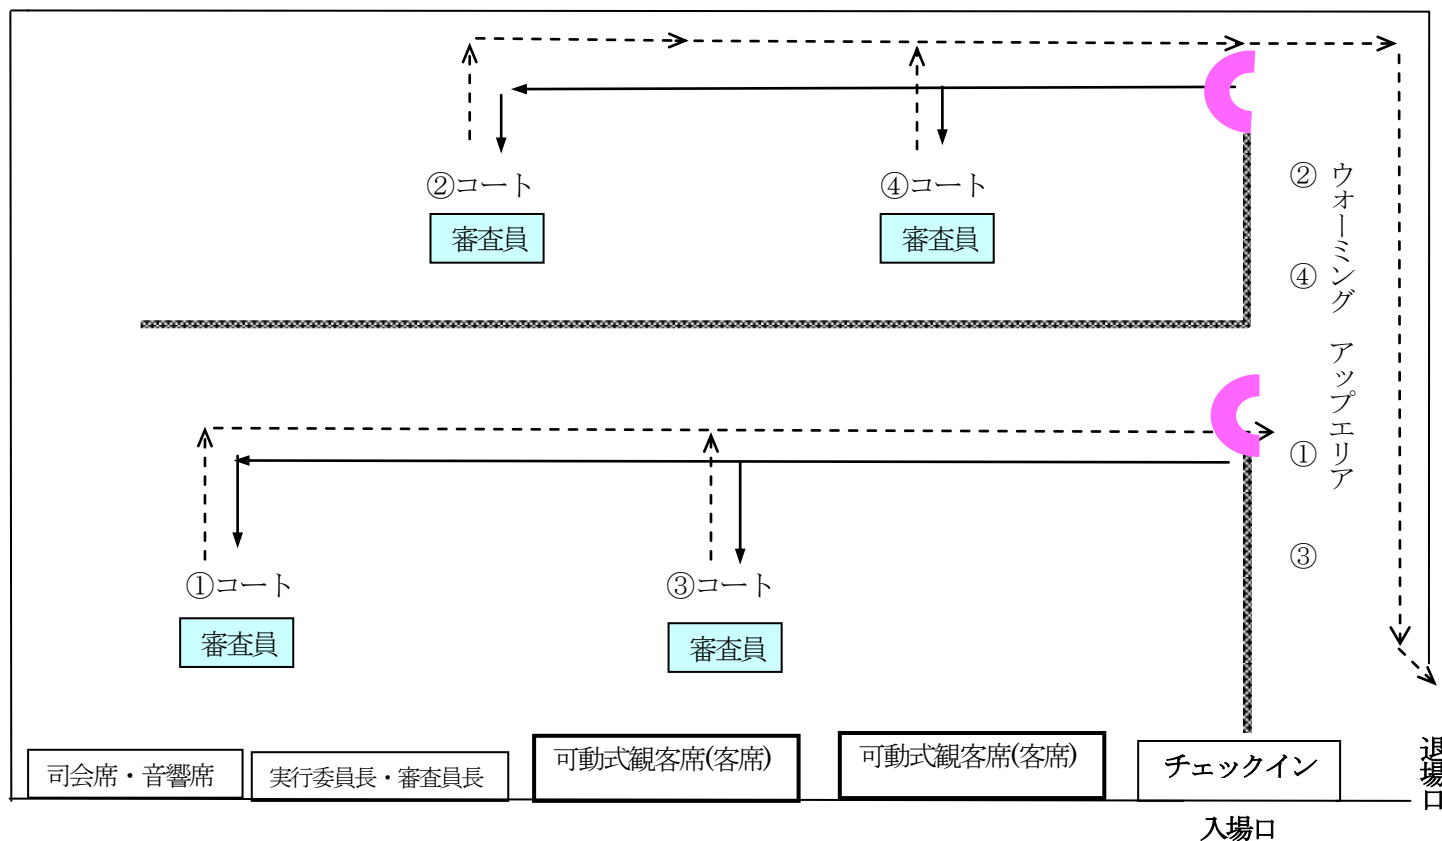 ②コート
④コート
審査員
審査員
② ④ ① ③
ウォーミング アップエリア
①コート
③コート
審査員
審査員
司会席・音響席
実行委員長・審査員長
可動式観客席(客席)
可動式観客席(客席)
チェックイン
退場口
入場口